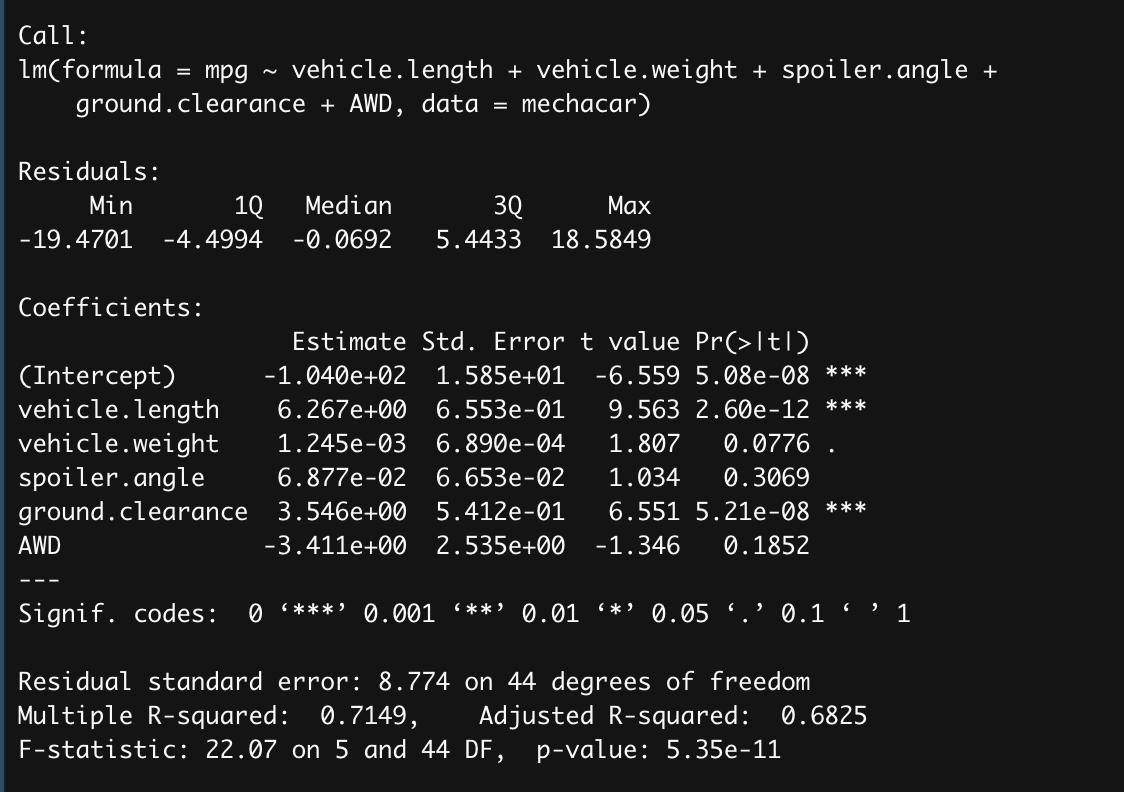 Call:
lm(formula = mpg ~ vehicle.length + vehicle.weight + spoiler.angle +
    ground.clearance + AWD, data = mechacar)

Residuals:
     Min       1Q   Median       3Q      Max
-19.4701  -4.4994  -0.0692   5.4433  18.5849

Coefficients:
                   Estimate Std. Error t value Pr(>|t|)
(Intercept)      -1.040e+02  1.585e+01  -6.559 5.08e-08 ***
vehicle.length    6.267e+00  6.553e-01   9.563 2.60e-12 ***
vehicle.weight    1.245e-03  6.890e-04   1.807   0.0776 .
spoiler.angle     6.877e-02  6.653e-02   1.034   0.3069
ground.clearance  3.546e+00  5.412e-01   6.551 5.21e-08 ***
AWD              -3.411e+00  2.535e+00  -1.346   0.1852
---
Signif. codes:  0 ‘***’ 0.001 ‘**’ 0.01 ‘*’ 0.05 ‘.’ 0.1 ‘ ’ 1

Residual standard error: 8.774 on 44 degrees of freedom
Multiple R-squared:  0.7149,    Adjusted R-squared:  0.6825
F-statistic: 22.07 on 5 and 44 DF,  p-value: 5.35e-11